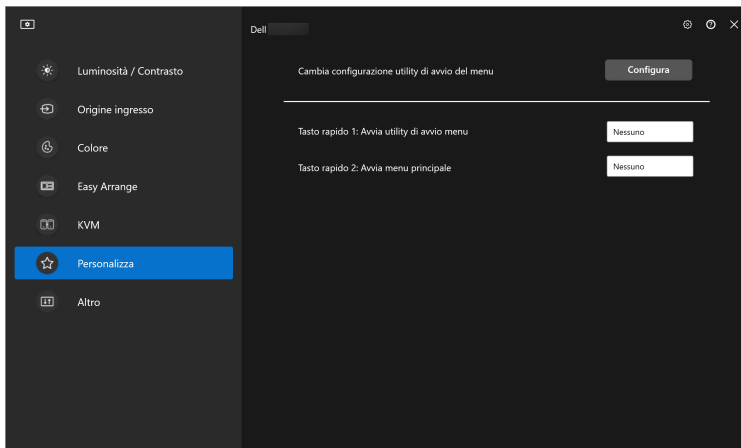 Dell
Luminosità / Contrasto
Origine ingresso
Colore
Easy Arrange
KVM
Personalizza
Altro
Cambia configurazione utility di avvio del menu
Configura
Tasto rapido 1: Avvia utility di avvio menu
Nessuno
Tasto rapido 2: Avvia menu principale
Nessuno